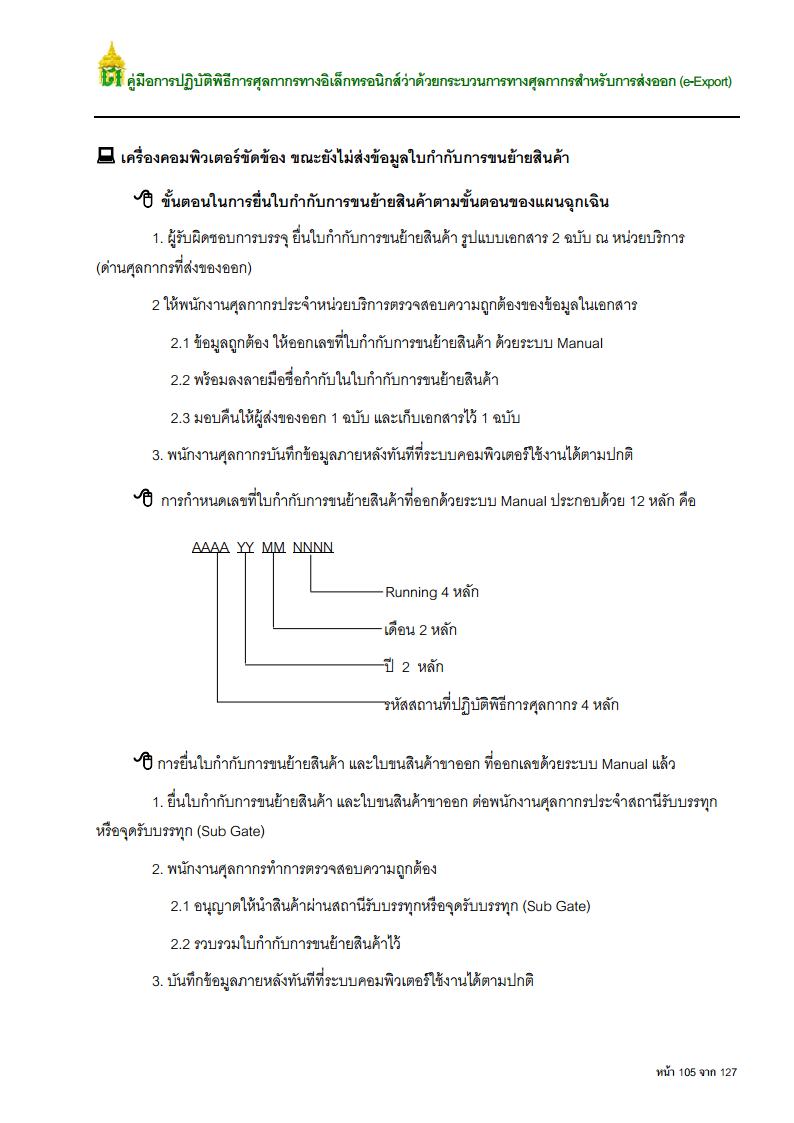 คู่มือการปฏิบัติพิธีการศุลกากรทางอิเล็กทรอนิกส์ว่าด้วยกระบวนการทางศุลกากรสำหรับการส่งออก (e-Export)
เครื่องคอมพิวเตอร์ขัดข้อง ขณะยังไม่ส่งข้อมูลใบกำกับการขนย้ายสินค้า
ขั้นตอนในการยื่นใบกำกับการขนย้ายสินค้าตามขั้นตอนของแผนฉุกเฉิน
1. ผู้รับผิดชอบการบรรจุ ยื่นใบกำกับการขนย้ายสินค้า รูปแบบเอกสาร 2 ฉบับ ณ หน่วยบริการ
(ด่านศุลกากรที่ส่งของออก)
2 ให้พนักงานศุลกากรประจำหน่วยบริการตรวจสอบความถูกต้องของข้อมูลในเอกสาร
2.1 ข้อมูลถูกต้อง ให้ออกเลขที่ใบกำกับการขนย้ายสินค้า ด้วยระบบ Manual
2.2 พร้อมลงลายมือชื่อกำกับในใบกำกับการขนย้ายสินค้า
2.3 มอบคืนให้ผู้ส่งของออก 1 ฉบับ และเก็บเอกสารไว้ 1 ฉบับ
3. พนักงานศุลกากรบันทึกข้อมูลภายหลังทันทีที่ระบบคอมพิวเตอร์ใช้งานได้ตามปกติ
การกำหนดเลขที่ใบกำกับการขนย้ายสินค้าที่ออกด้วยระบบ Manual ประกอบด้วย 12 หลัก คือ
AAAA YY MM NNNN
Running 4 หลัก
เดือน 2 หลัก
ปี 2 หลัก
รหัสสถานที่ปฏิบัติพิธีการศุลกากร 4 หลัก
การยื่นใบกำกับการขนย้ายสินค้า และใบขนสินค้าขาออก ที่ออกเลขด้วยระบบ Manual แล้ว
1. ยื่นใบกำกับการขนย้ายสินค้า และใบขนสินค้าขาออก ต่อพนักงานศุลกากรประจำสถานีรับบรรทุก
หรือจุดรับบรรทุก (Sub Gate)
2. พนักงานศุลกากรทำการตรวจสอบความถูกต้อง
2.1 อนุญาตให้นำสินค้าผ่านสถานีรับบรรทุกหรือจุดรับบรรทุก (Sub Gate)
2.2 รวบรวมใบกำกับการขนย้ายสินค้าไว้
3. บันทึกข้อมูลภายหลังทันทีที่ระบบคอมพิวเตอร์ใช้งานได้ตามปกติ
หน้า 105 จาก 127